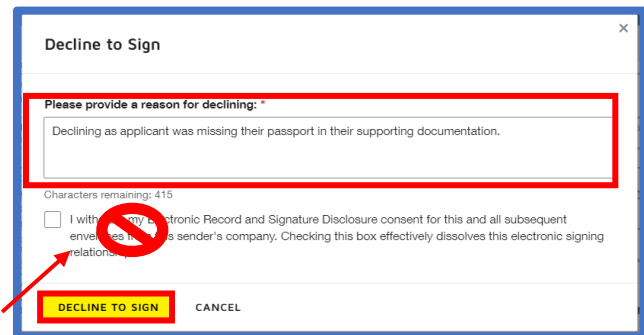 Decline to Sign
Please provide a reason for declining: *
Declining as applicant was missing their passport in their supporting documentation.
Characters remaining: 415
I my Electronic Record and Signature Disclosure consent for this and all subsequent
sender's company. Checking this box effectively dissolves this electronic signing
DECLINE TO SIGN CANCEL